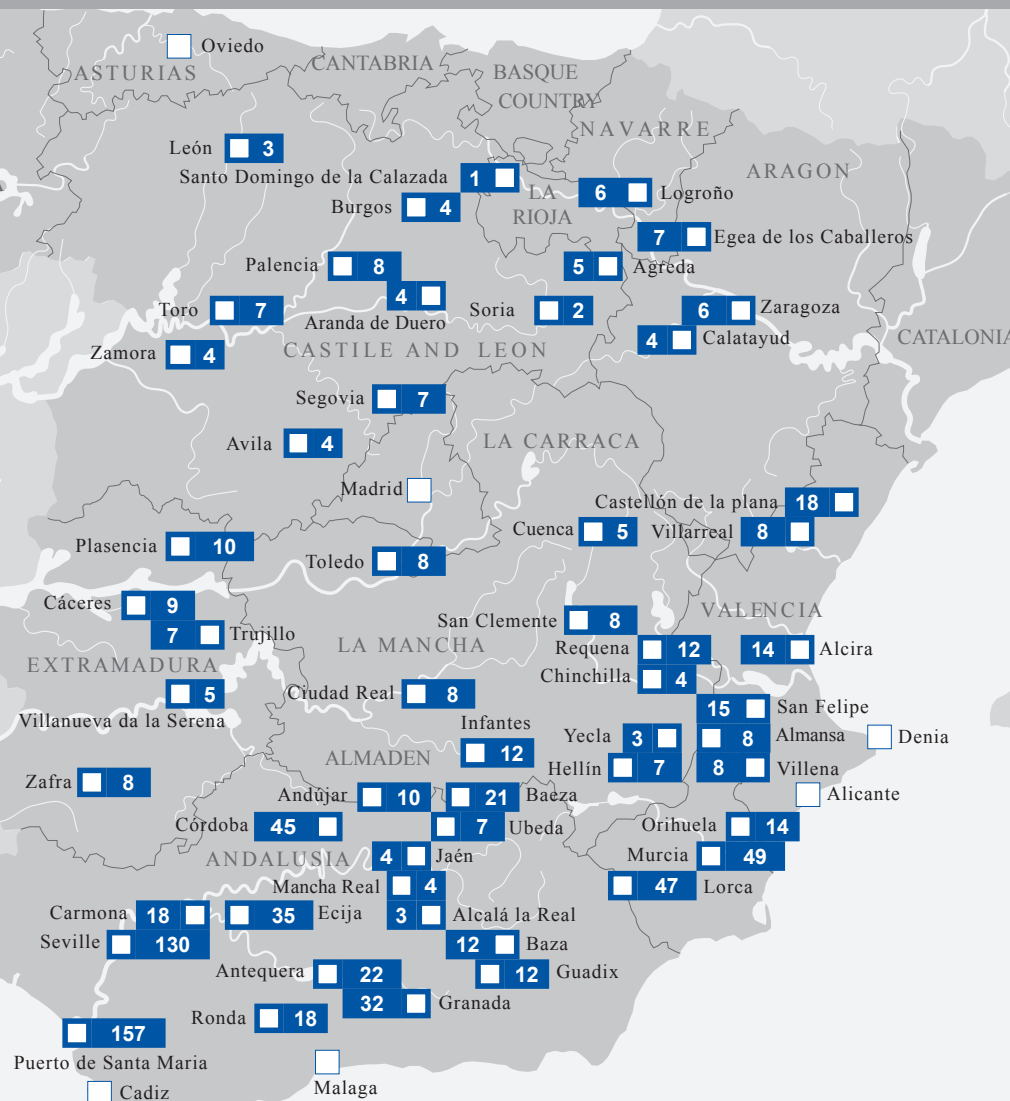 Oviedo
ASTURIAS
CANTABRIA
BASQUE
COUNTRY
NAVARRE
ARAGON
León 3
Santo Domingo de la Calazada 1
LA
RIOJA
6 Logroño
Burgos 4
7 Egea de los Caballeros
Palencia 8
5 Agreda
4
Aranda de Duero
Toro 7
Soria 2
6 Zaragoza
4 Calatayud
CATALONIA
Zamora 4
CASTILE AND LEON
Segovia 7
Avila 4
LA CARRACA
Madrid
Castellón de la plana 18
Cuenca 5
Villarreal 8
Plasencia 10
Toledo 8
Cáceres 9
7 Trujillo
San Clemente 8
VALENCIA
EXTRAMADURA
LA MANCHA
Requena 12
14 Alcira
Chinchilla 4
5
Villanueva da la Serena
Ciudad Real 8
15 San Felipe
Infantes
12
Yecla 3
8 Almansa
Denia
ALMADEN
Hellín 7
8 Villena
Zafra 8
Andújar 10
21 Baeza
Alicante
Córdoba 45
7 Ubeda
Orihuela 14
ANDALUSIA
4 Jaén
Murcia 49
Mancha Real 4
47 Lorca
Carmona 18
35 Ecija
3 Alcalá la Real
Seville 130
12 Baza
Antequera 22
12 Guadix
32 Granada
Ronda 18
157
Puerto de Santa Maria
Malaga
Cadiz